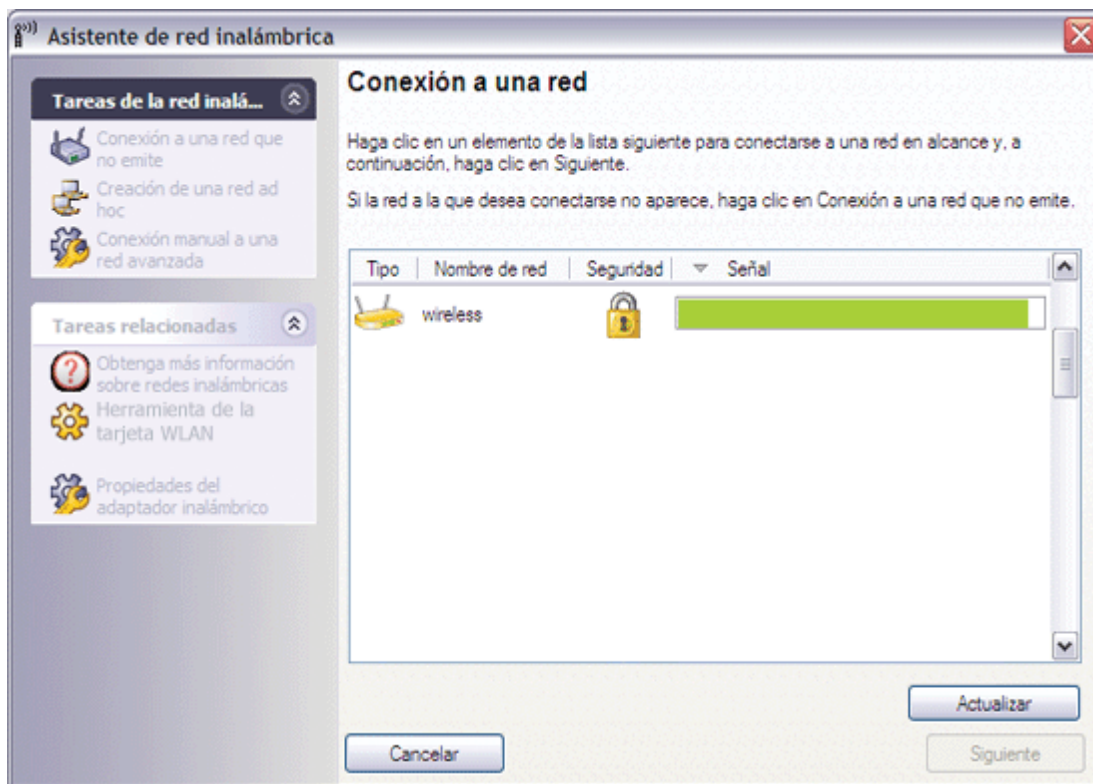 Asistente de red inalámbrica
Tareas de la red inalá...
Conexión a una red que
no emite
Creación de una red ad
hoc
Conexión manual a una
red avanzada
Tareas relacionadas
Obtenga más información
sobre redes inalámbricas
Herramienta de la
tarjeta WLAN
Propiedades del
adaptador inalámbrico
Conexión a una red
Haga clic en un elemento de la lista siguiente para conectarse a una red en alcance y, a
continuación, haga clic en Siguiente.
Si la red a la que desea conectarse no aparece, haga clic en Conexión a una red que no emite.
Tipo Nombre de red Seguridad Señal
wireless
Actualizar
Cancelar Siguiente